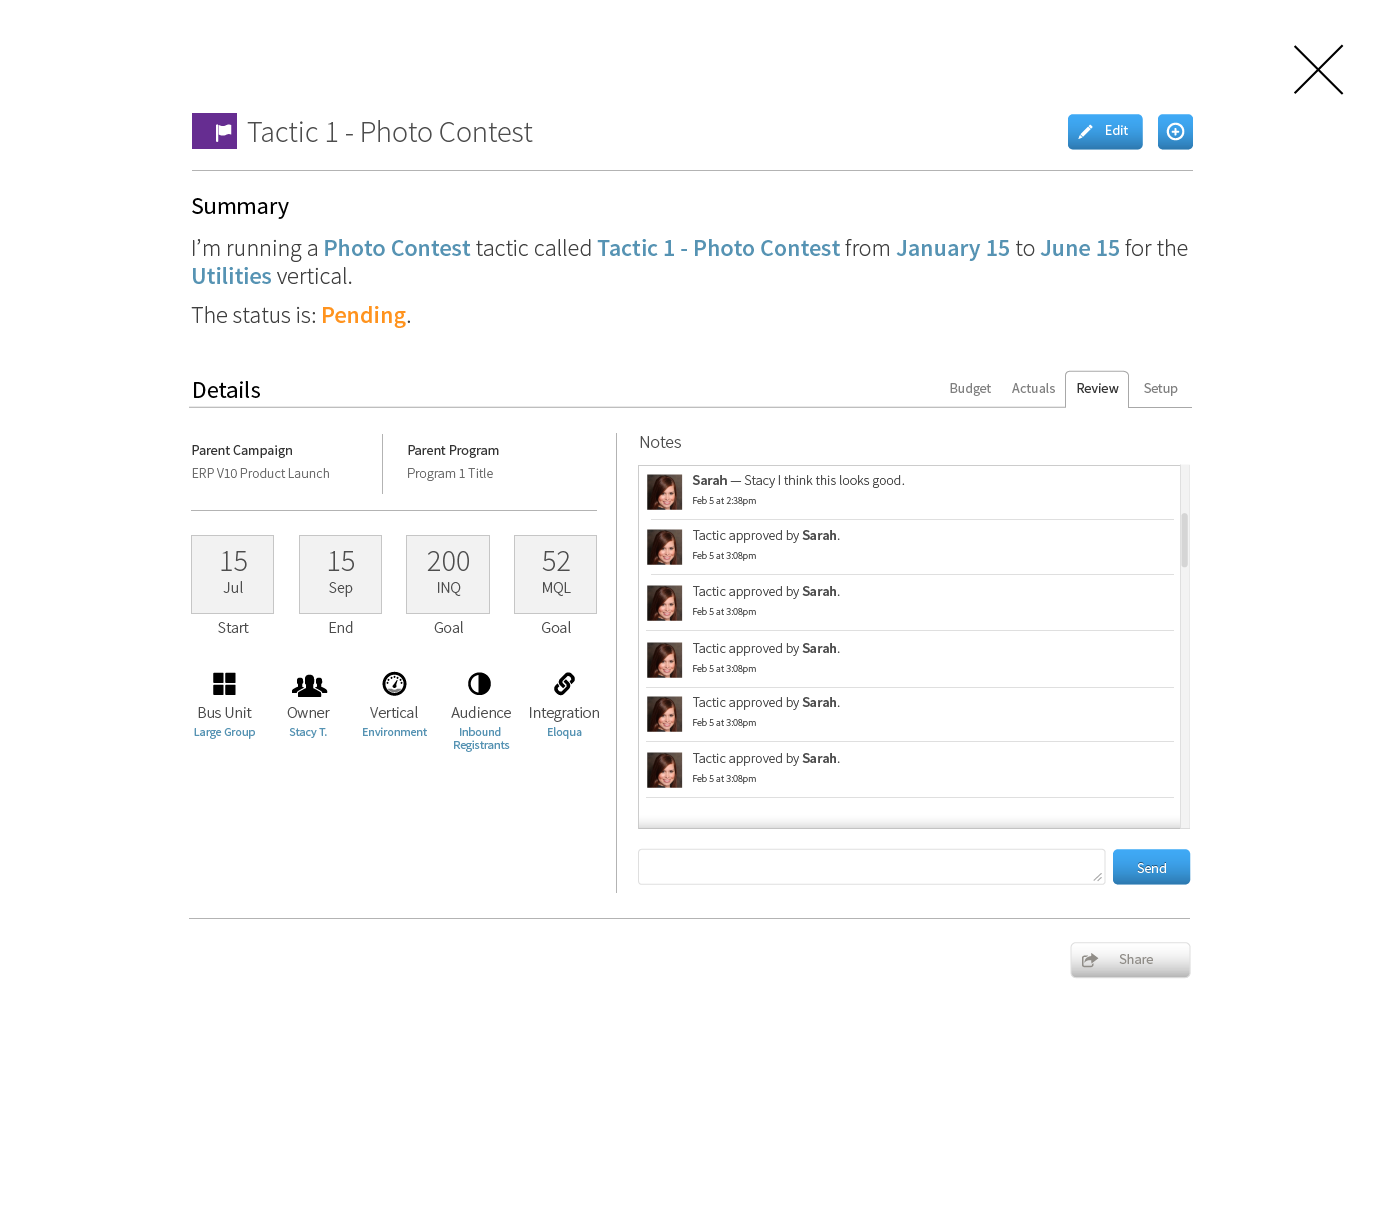 Tactic 1 - Photo Contest
Edit
Summary
I’m running a Photo Contest tactic called Tactic 1 - Photo Contest from January 15 to June 15 for the
Utilities vertical.
The status is: Pending.
Details
Budget
Actuals
Review
Setup
Parent Campaign
ERP V10 Product Launch
Parent Program
Program 1 Title
15
Jul
Start
15
Sep
End
200
INQ
Goal
52
MQL
Goal
Bus Unit
Large Group
Owner
Stacy T.
Vertical
Environment
Audience
Inbound
Registrants
Integration
Eloqua
Notes
Sarah — Stacy I think this looks good.
Feb 5 at 2:38pm
Tactic approved by Sarah.
Feb 5 at 3:08pm
Tactic approved by Sarah.
Feb 5 at 3:08pm
Tactic approved by Sarah.
Feb 5 at 3:08pm
Tactic approved by Sarah.
Feb 5 at 3:08pm
Tactic approved by Sarah.
Feb 5 at 3:08pm
Send
Share